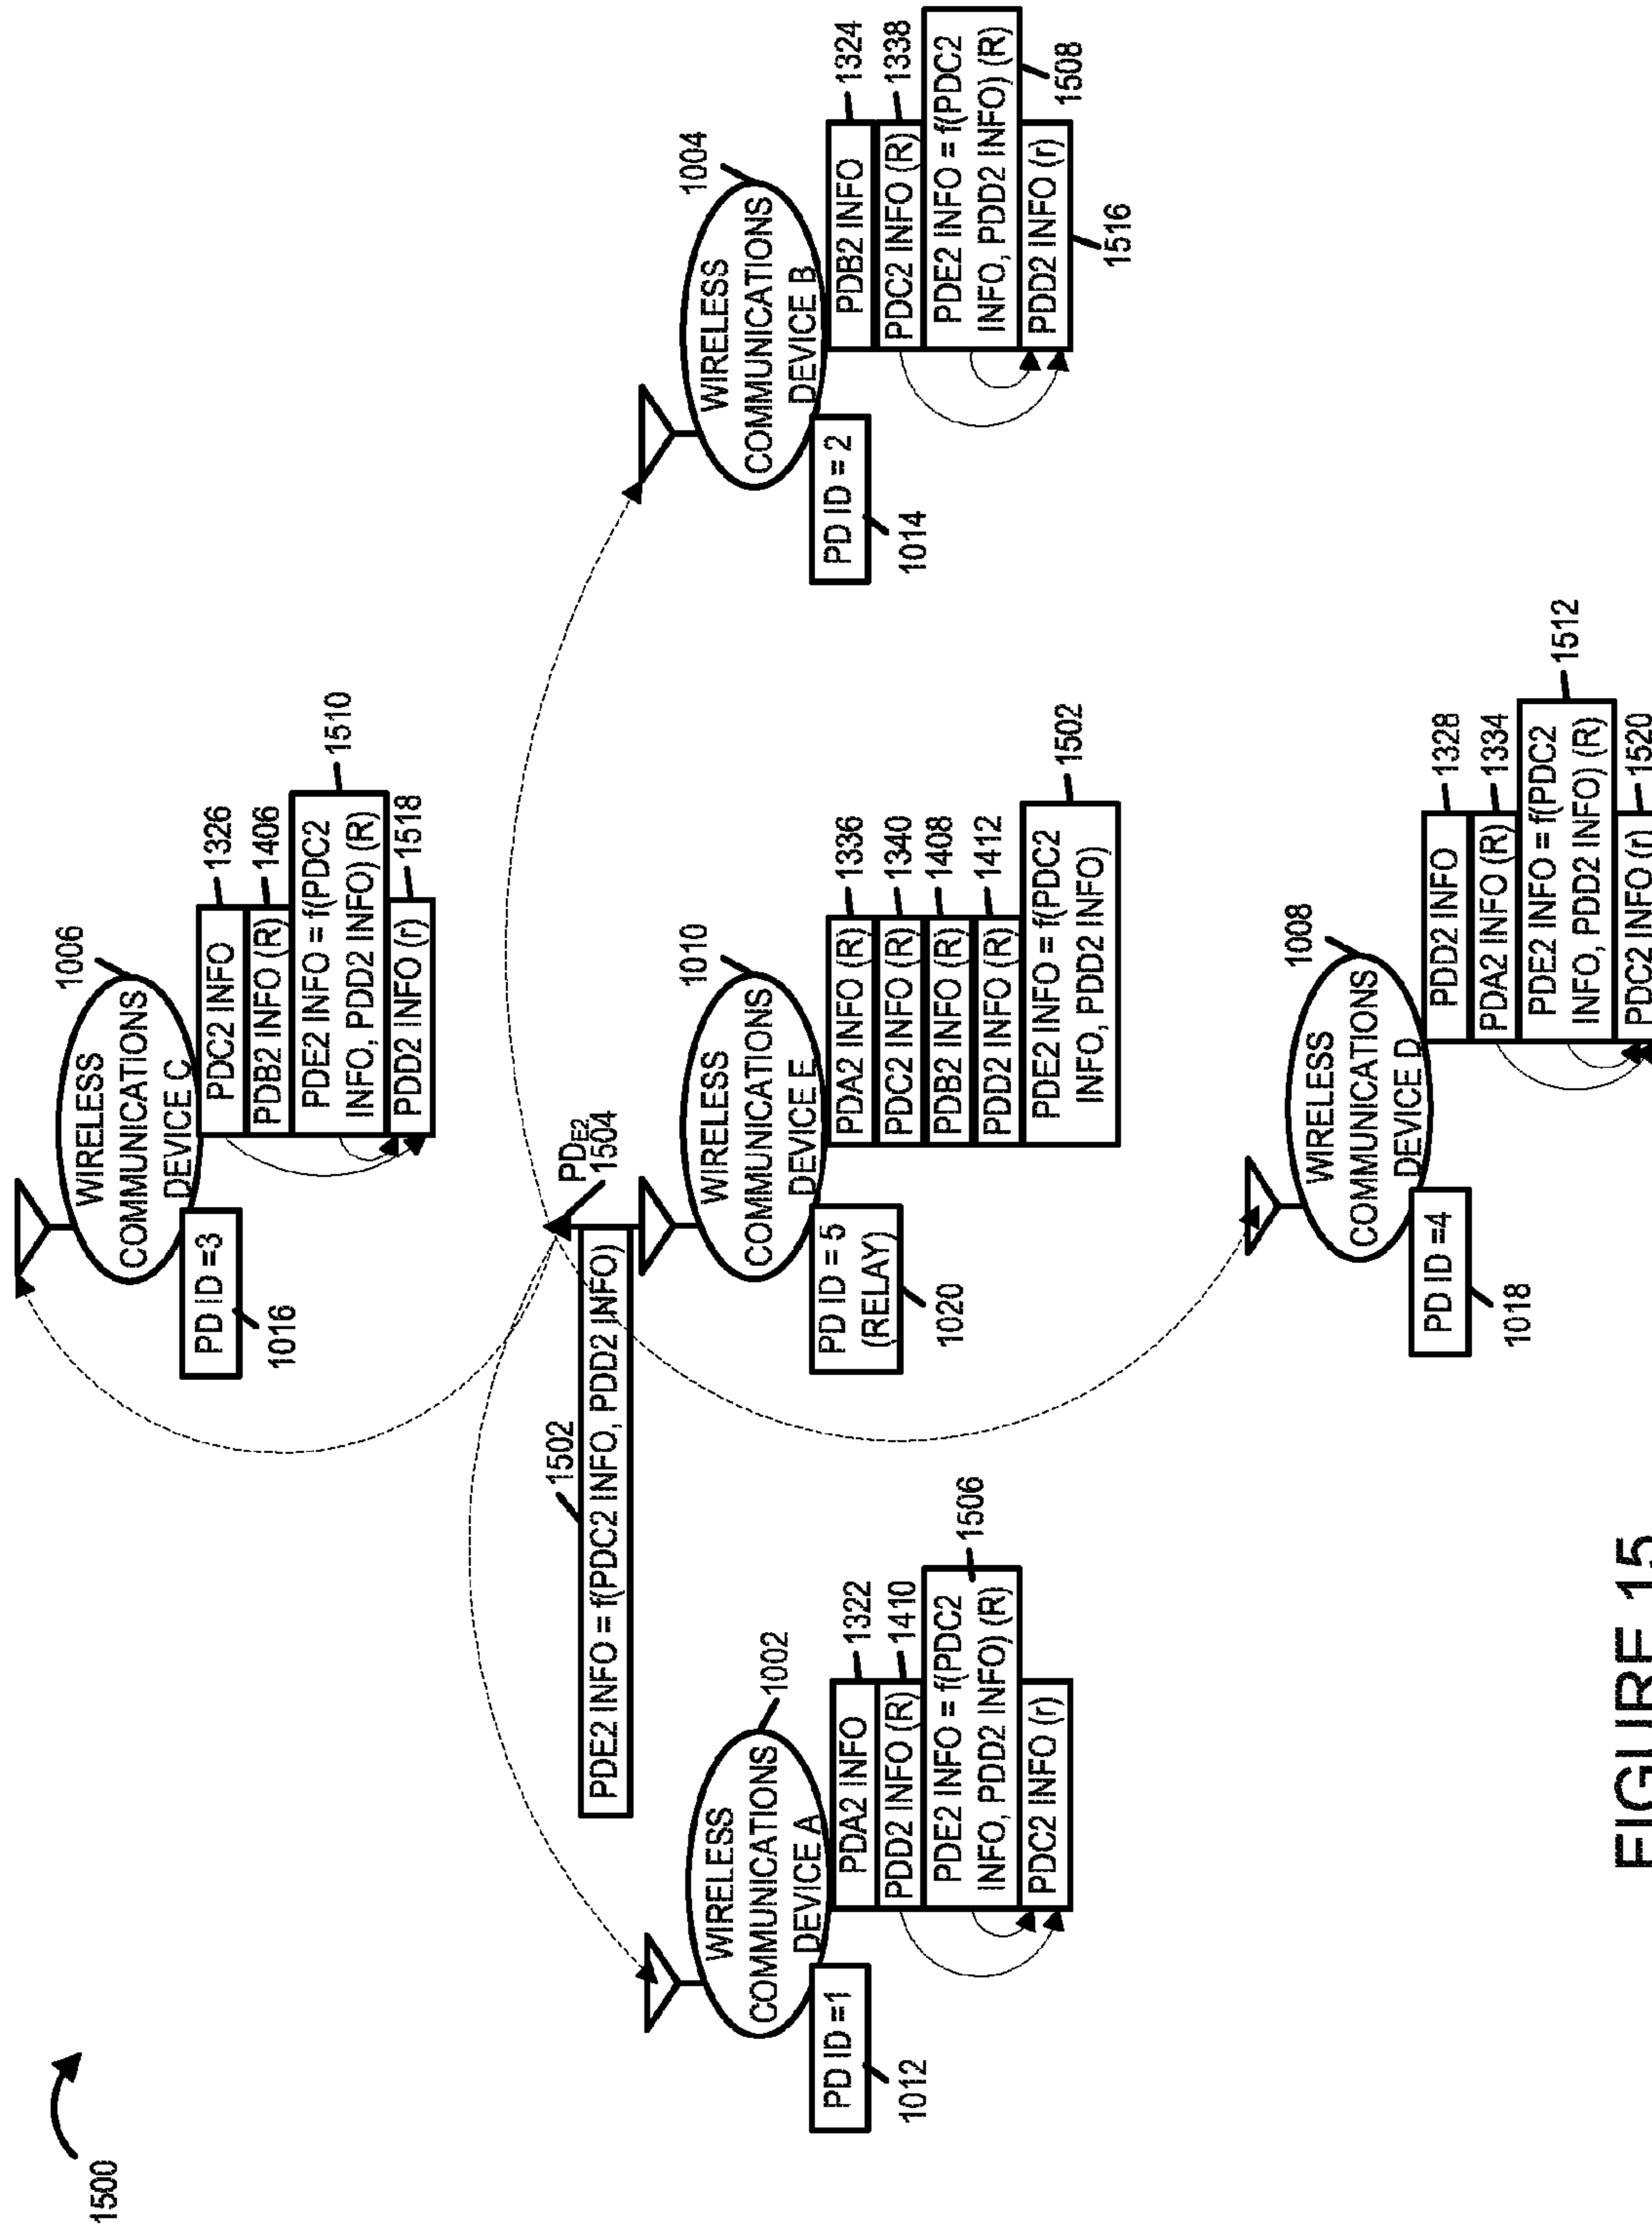 1500
WIRELESS
COMMUNICATIONS
DEVICE C
1006
PD ID =3
1016
PDC2 INFO
1326
PDB2 INFO (R)
1406
PDE2 INFO = f(PDC2
INFO, PDD2 INFO) (R)
1510
PDD2 INFO (r)
1518
1502
PDE2 INFO = f(PDC2 INFO, PDD2 INFO)
PDE2
1504
WIRELESS
COMMUNICATIONS
DEVICE A
1002
PD ID =1
1012
PDA2 INFO
1322
PDD2 INFO (R)
1410
PDE2 INFO = f(PDC2
INFO, PDD2 INFO) (R)
1506
PDC2 INFO (r)
WIRELESS
COMMUNICATIONS
DEVICE E
1010
PD ID = 5
(RELAY)
1020
PDA2 INFO (R)
1336
PDC2 INFO (R)
1340
PDB2 INFO (R)
1408
PDD2 INFO (R)
1412
PDE2 INFO = f(PDC2
INFO, PDD2 INFO)
1502
WIRELESS
COMMUNICATIONS
DEVICE B
1004
PD ID = 2
1014
PDB2 INFO
1324
PDC2 INFO (R)
1338
PDE2 INFO = f(PDC2
INFO, PDD2 INFO) (R)
1508
PDD2 INFO (r)
1516
WIRELESS
COMMUNICATIONS
DEVICE D
1008
PD ID =4
1018
PDD2 INFO
1328
PDA2 INFO (R)
1334
PDE2 INFO = f(PDC2
INFO, PDD2 INFO) (R)
1512
PDC2 INFO (r)
1520
FIGURE 15